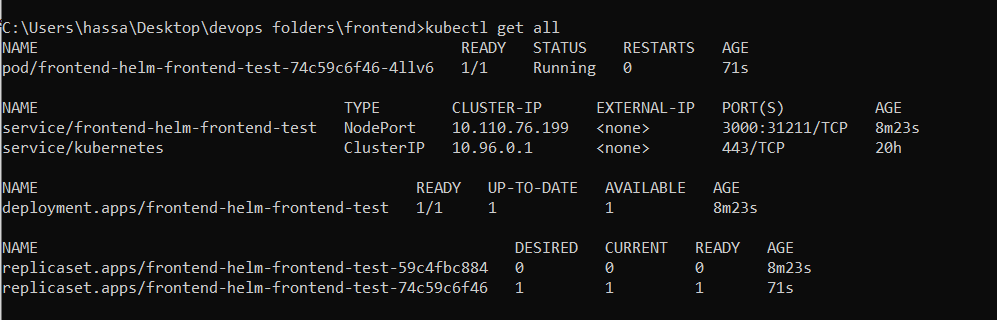 C:\Users\hassa\Desktop\devops folders\frontend>kubectl get all
NAME READY STATUS RESTARTS AGE
pod/frontend-helm-frontend-test-74c59c6f46-4llv6 1/1 Running 0 71s
NAME TYPE CLUSTER-IP EXTERNAL-IP PORT(S) AGE
service/frontend-helm-frontend-test NodePort 10.110.76.199 <none> 3000:31211/TCP 8m23s
service/kubernetes ClusterIP 10.96.0.1 <none> 443/TCP 20h
NAME READY UP-TO-DATE AVAILABLE AGE
deployment.apps/frontend-helm-frontend-test 1/1 1 1 8m23s
NAME DESIRED CURRENT READY AGE
replicaset.apps/frontend-helm-frontend-test-59c4fbc884 0 0 0 8m23s
replicaset.apps/frontend-helm-frontend-test-74c59c6f46 1 1 1 71s